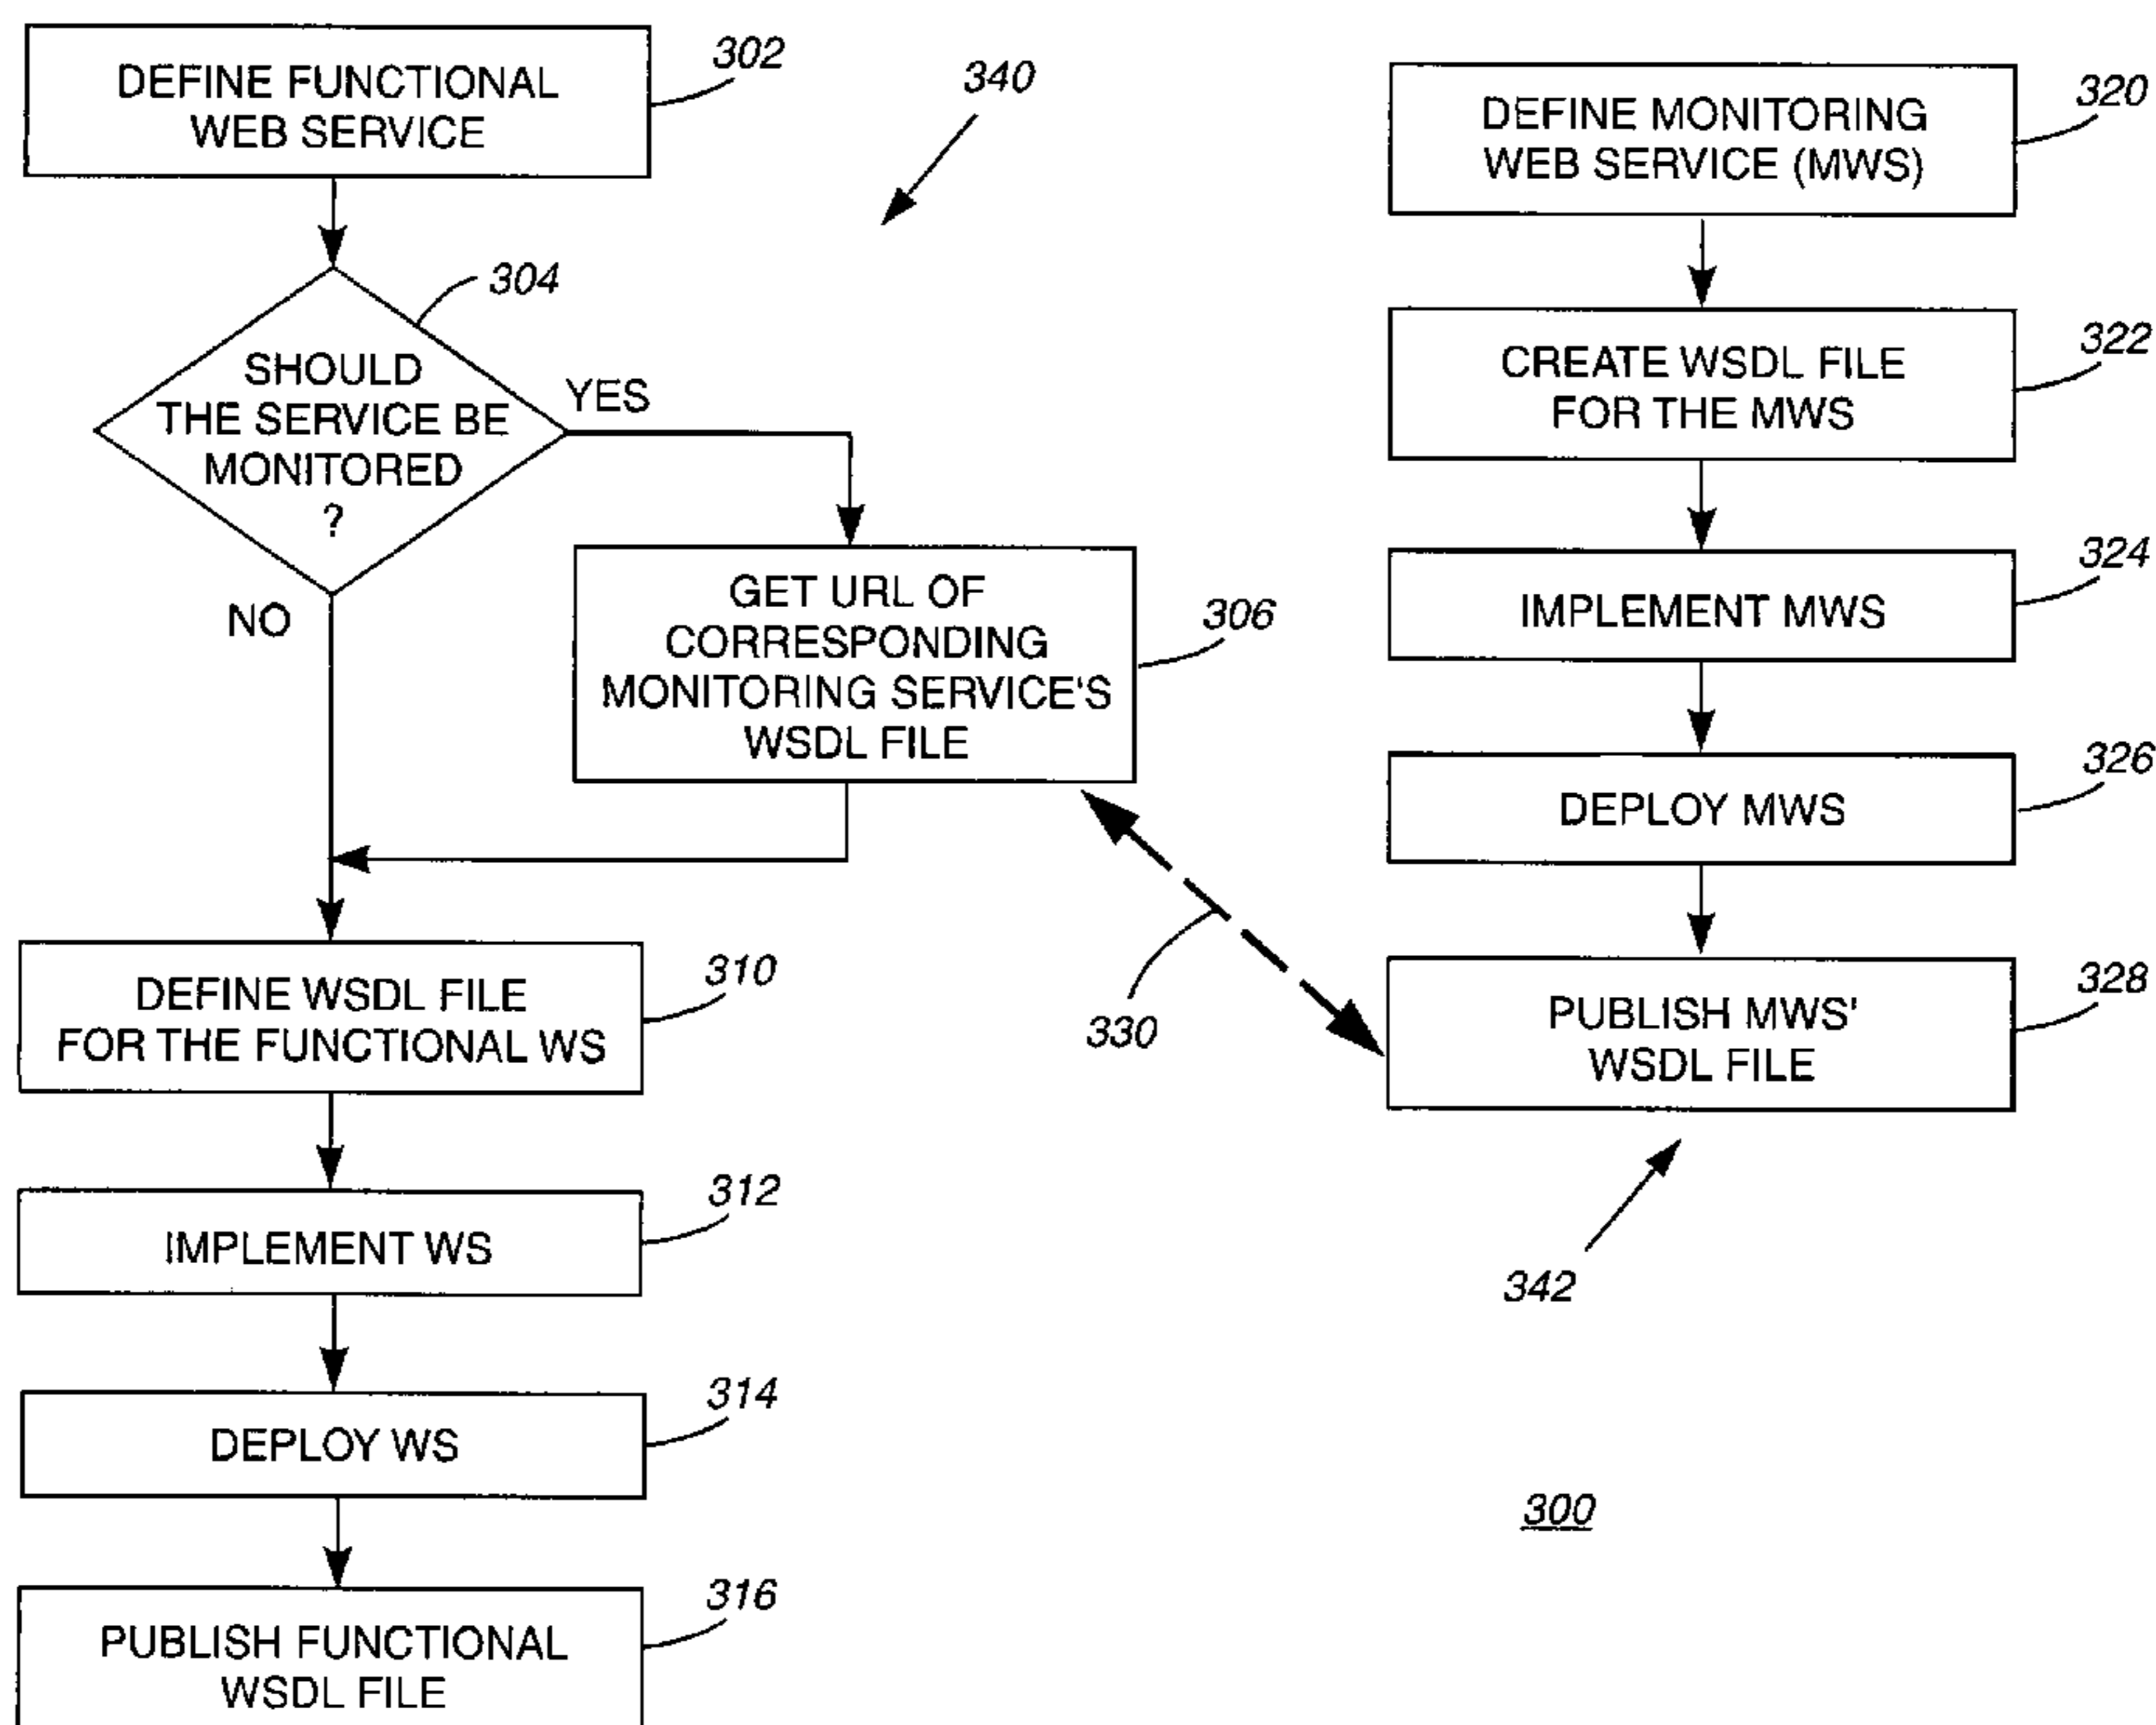 DEFINE FUNCTIONAL
WEB SERVICE
302
340
SHOULD
THE SERVICE BE
MONITORED
?
304
YES
NO
GET URL OF
CORRESPONDING
MONITORING SERVICE'S
WSDL FILE
306
DEFINE WSDL FILE
FOR THE FUNCTIONAL WS
310
IMPLEMENT WS
312
DEPLOY WS
314
PUBLISH FUNCTIONAL
WSDL FILE
316
DEFINE MONITORING
WEB SERVICE (MWS)
320
CREATE WSDL FILE
FOR THE MWS
322
IMPLEMENT MWS
324
DEPLOY MWS
326
PUBLISH MWS'
WSDL FILE
328
330
342
300